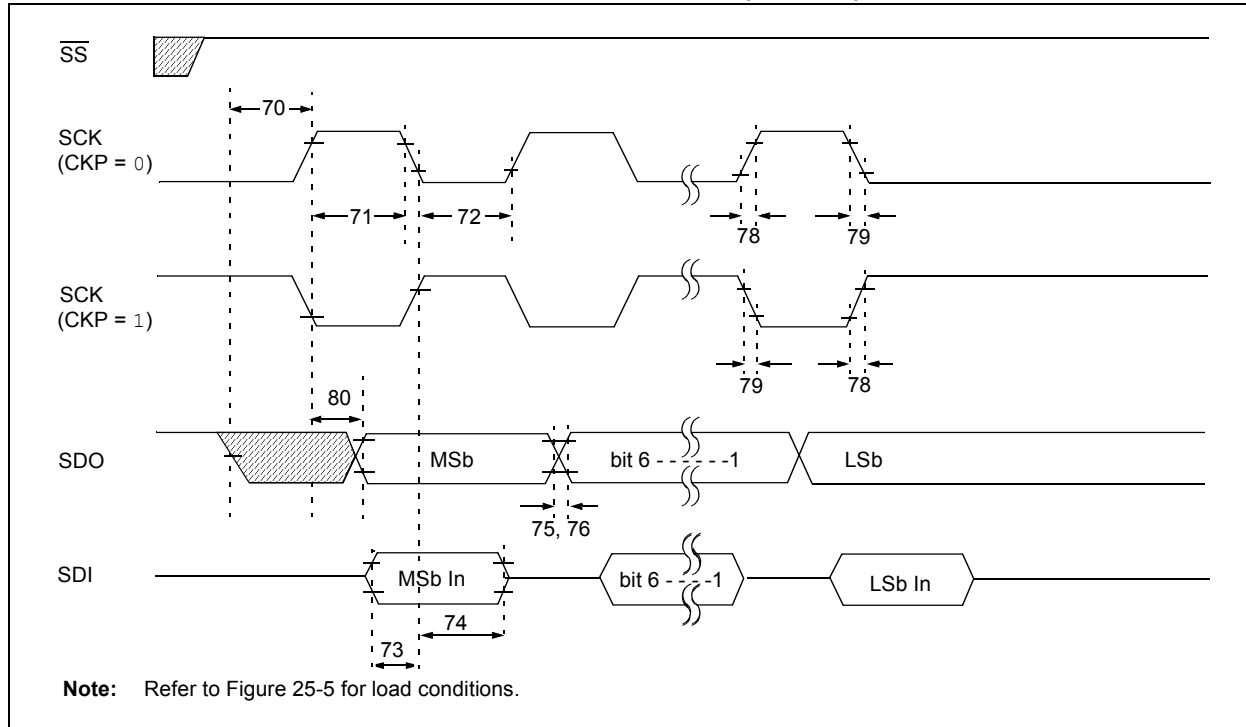 SS
70
SCK
(CKP = 0)
71
72
78
79
SCK
(CKP = 1)
79
78
80
SDO
MSb
bit 6 - - - - - -1
LSb
75, 76
SDI
MSb In
bit 6 - - - -1
LSb In
74
73
Note: Refer to Figure 25-5 for load conditions.